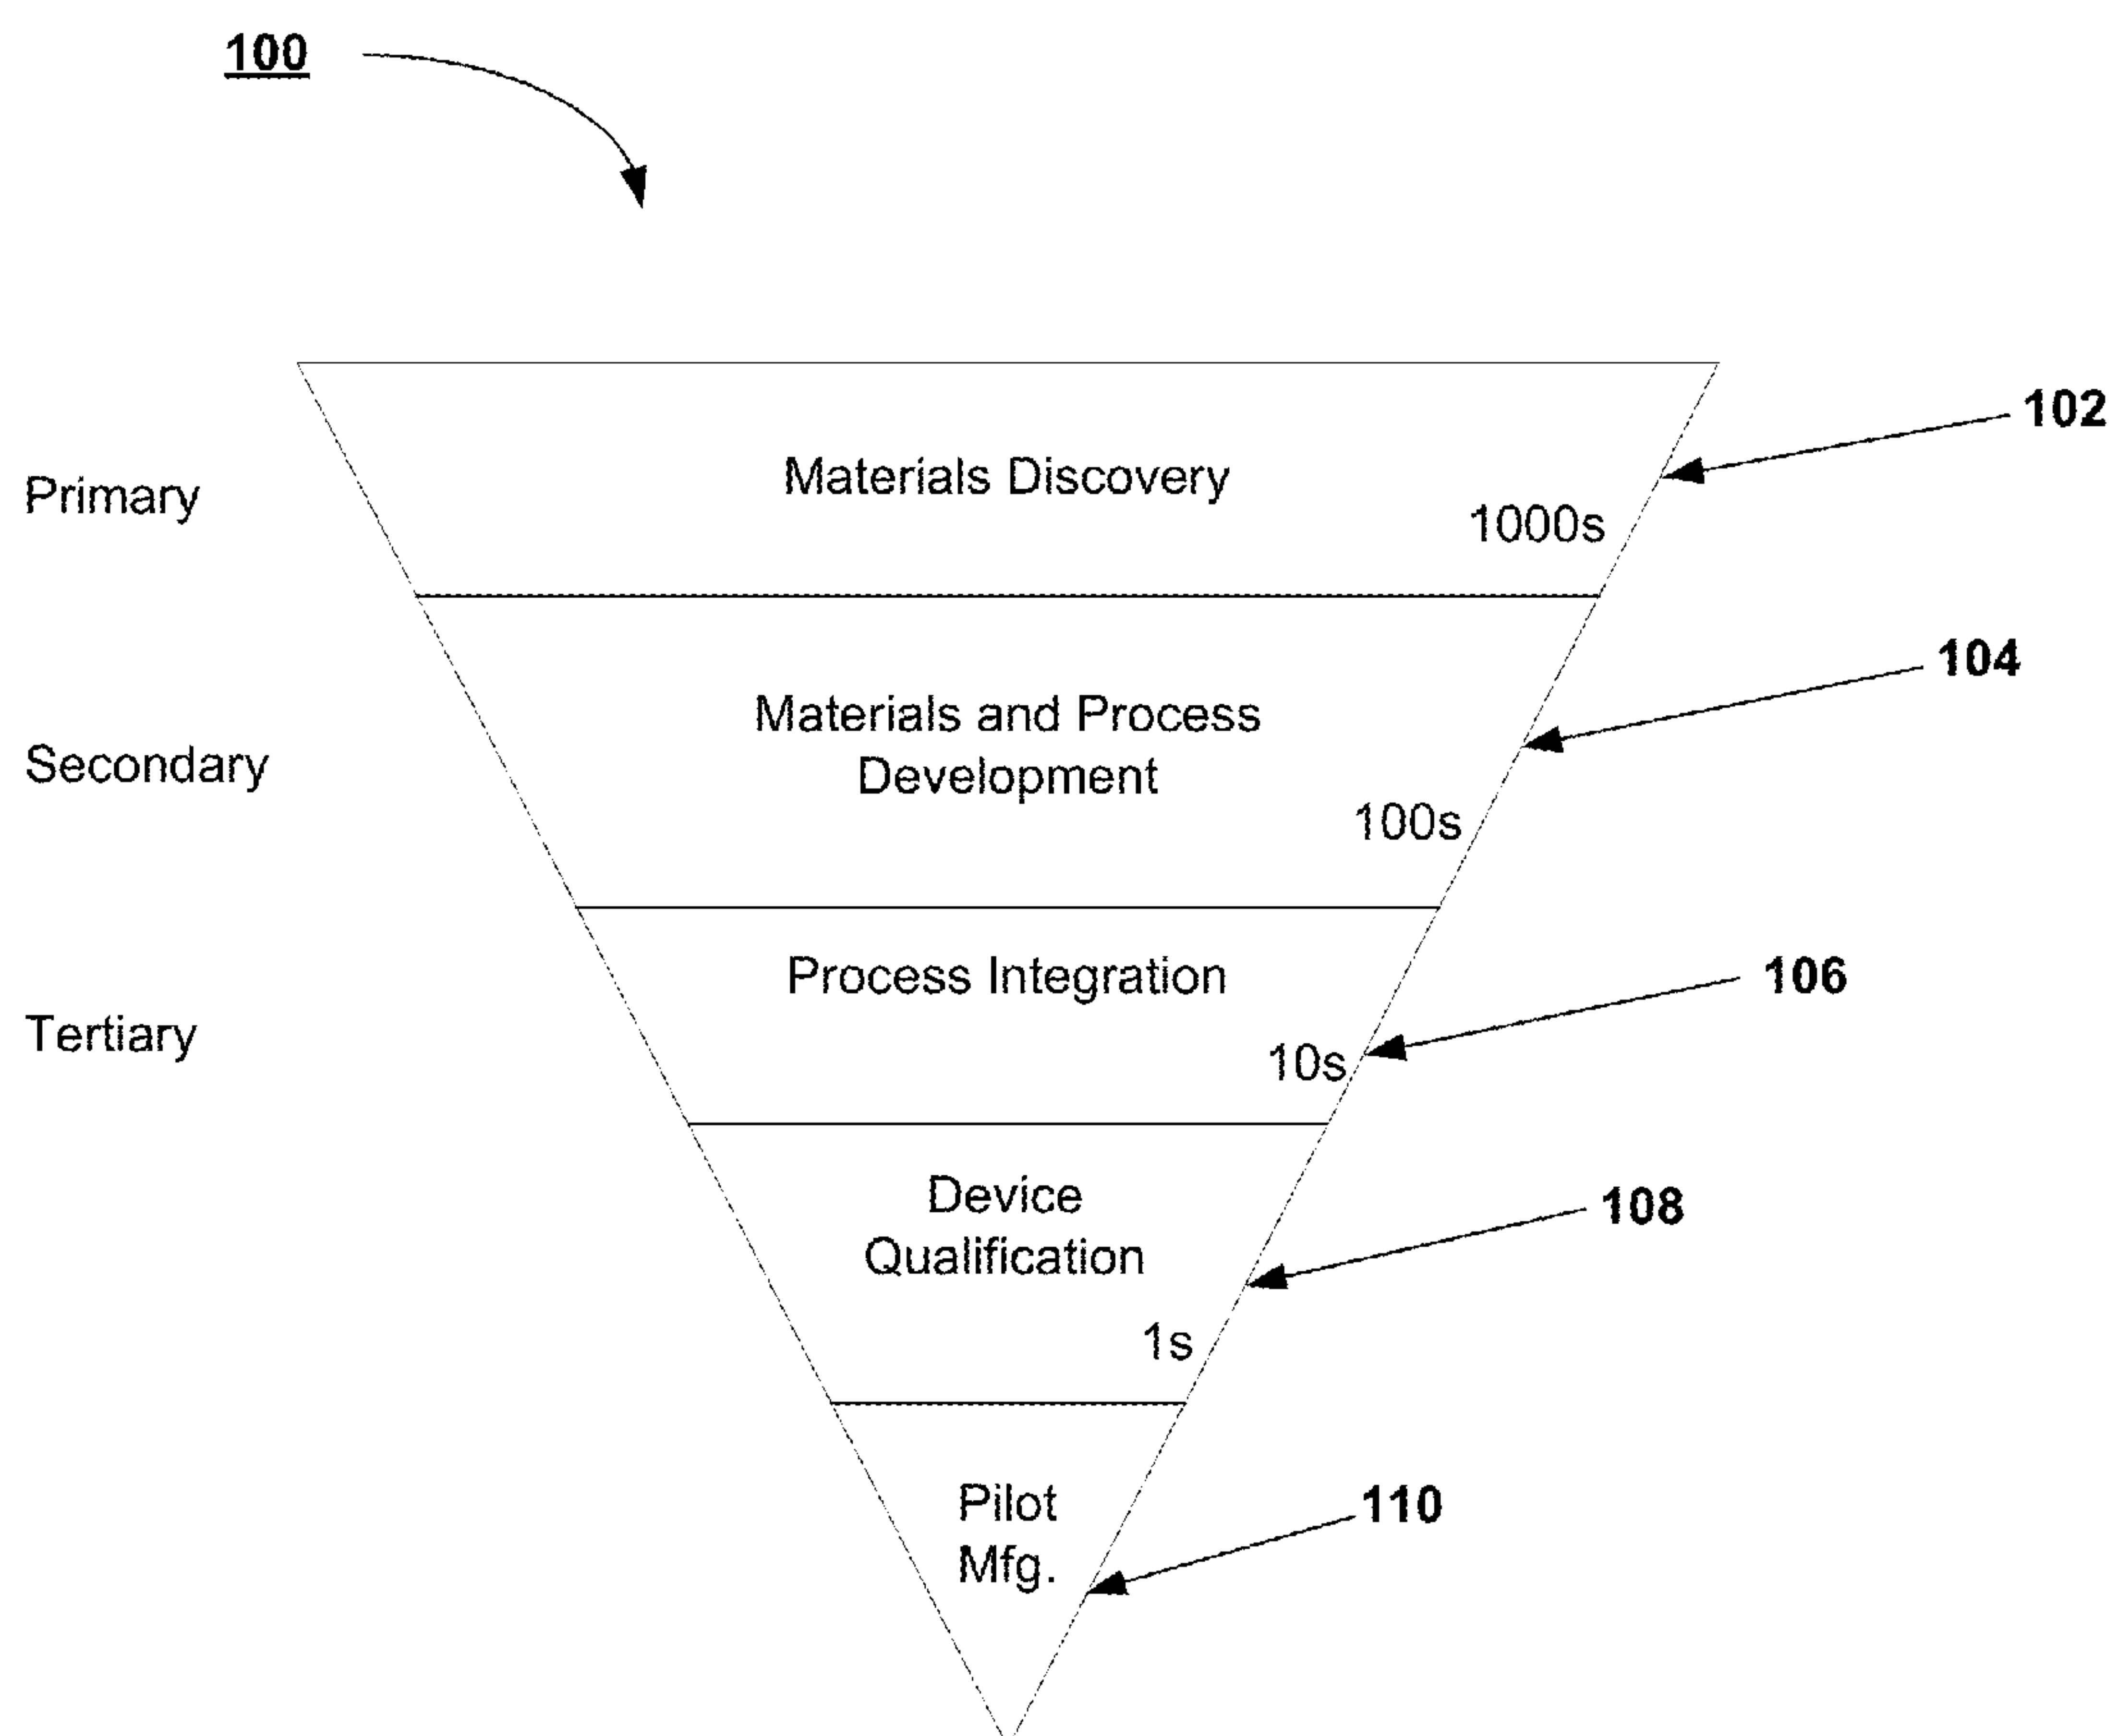 100
102
Materials Discovery
Primary
1000s
104
Materials and Process
Development
Secondary
100s
106
Process Integration
Tertiary
10s
108
Device
Qualification
1s
110
Pilot
Mfg.